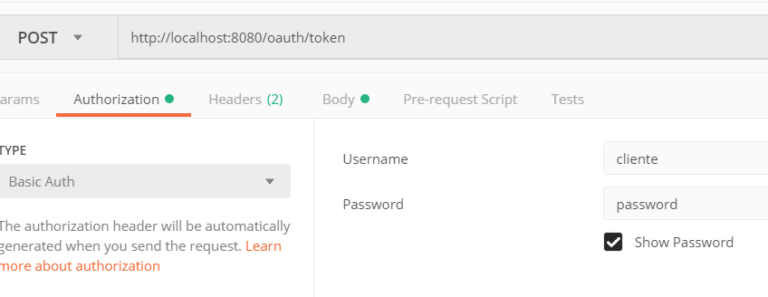 POST http://localhost:8080/oauth/token
arams Authorization Headers (2) Body Pre-request Script Tests
TYPE
Basic Auth
The authorization header will be automatically
generated when you send the request. Learn
more about authorization
Username cliente
Password password
Show Password